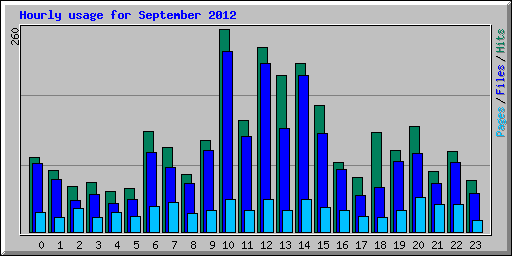 Hourly usage for September 2012
260
Pages/Files/Hits
0 1 2 3 4 5 6 7 8 9 10 11 12 13 14 15 16 17 18 19 20 21 22 23